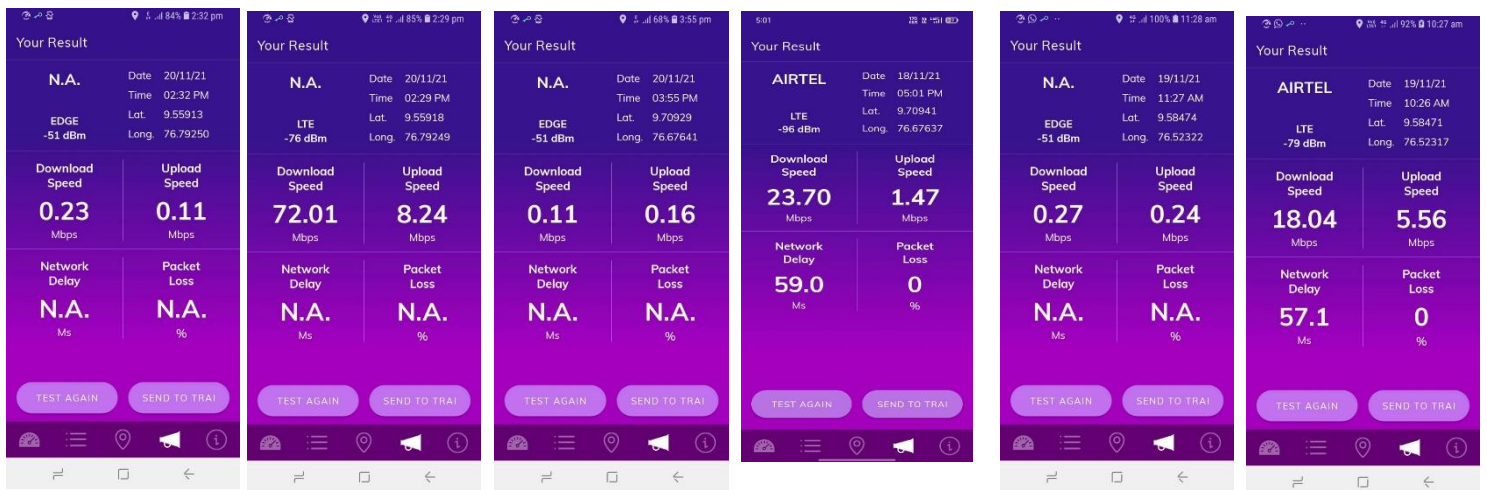 84% 2:32 pm
Your Result
N.A.
Date 20/11/21
Time 02:32 PM
EDGE
-51 dBm
Lat. 9.55913
Long. 76.79250
Download Speed
0.23
Mbps
Upload Speed
0.11
Mbps
Network Delay
N.A.
Ms
Packet Loss
N.A.
%
TEST AGAIN
SEND TO TRAI
85% 2:29 pm
Your Result
N.A.
Date 20/11/21
Time 02:29 PM
LTE
-76 dBm
Lat. 9.55918
Long. 76.79249
Download Speed
72.01
Mbps
Upload Speed
8.24
Mbps
Network Delay
N.A.
Ms
Packet Loss
N.A.
%
TEST AGAIN
SEND TO TRAI
68% 3:55 pm
Your Result
N.A.
Date 20/11/21
Time 03:55 PM
EDGE
-51 dBm
Lat. 9.70929
Long. 76.67641
Download Speed
0.11
Mbps
Upload Speed
0.16
Mbps
Network Delay
N.A.
Ms
Packet Loss
N.A.
%
TEST AGAIN
SEND TO TRAI
5:01
Your Result
AIRTEL
Date 18/11/21
Time 05:01 PM
LTE
-96 dBm
Lat. 9.70941
Long. 76.67637
Download Speed
23.70
Mbps
Upload Speed
1.47
Mbps
Network Delay
59.0
Ms
Packet Loss
0
%
TEST AGAIN
SEND TO TRAI
100% 11:28 am
Your Result
N.A.
Date 19/11/21
Time 11:27 AM
EDGE
-51 dBm
Lat. 9.58474
Long. 76.52322
Download Speed
0.27
Mbps
Upload Speed
0.24
Mbps
Network Delay
N.A.
Ms
Packet Loss
N.A.
%
TEST AGAIN
SEND TO TRAI
92% 10:27 am
Your Result
AIRTEL
Date 19/11/21
Time 10:26 AM
LTE
-79 dBm
Lat. 9.58471
Long. 76.52317
Download Speed
18.04
Mbps
Upload Speed
5.56
Mbps
Network Delay
57.1
Ms
Packet Loss
0
%
TEST AGAIN
SEND TO TRAI